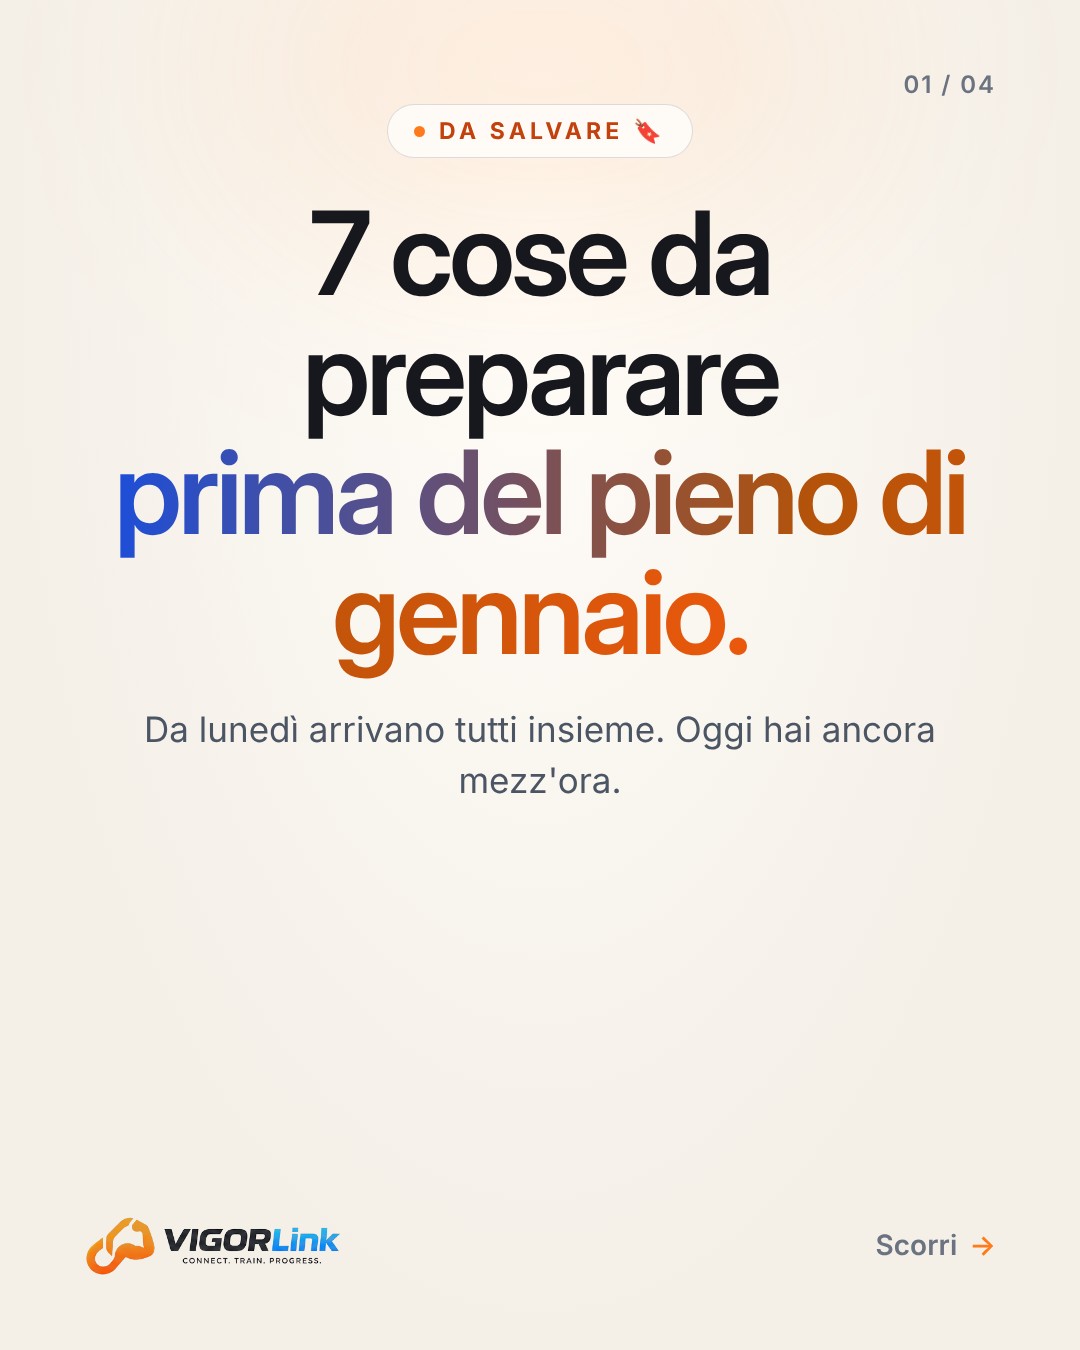 01 / 04
DA SALVARE 🔖
7 cose da
preparare
prima del pieno di
gennaio.
Da lunedì arrivano tutti insieme. Oggi hai ancora
mezz'ora.
VIGORLink
CONNECT. TRAIN. PROGRESS.
Scorri →